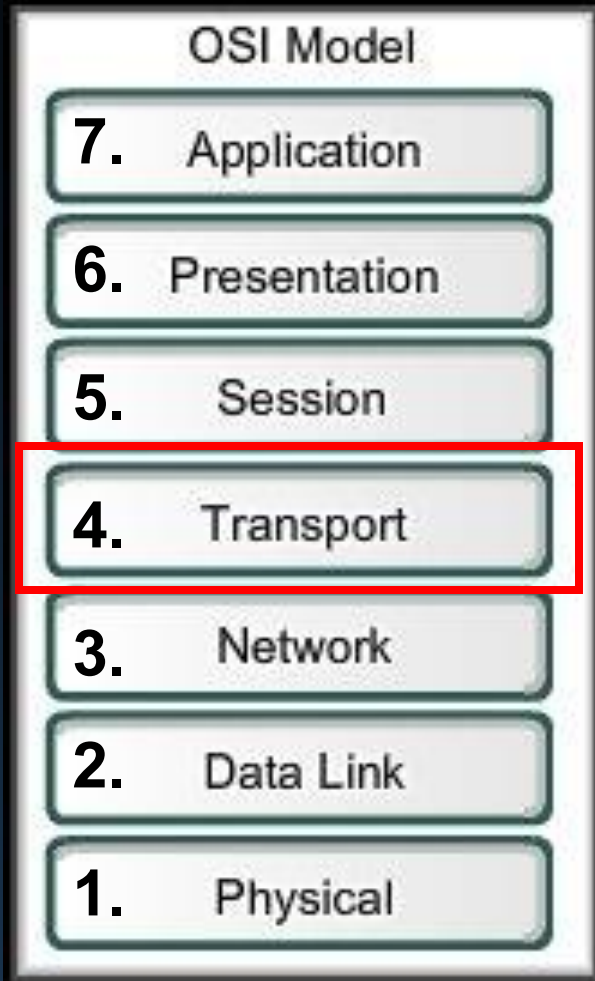 OSI Model
7. Application
6. Presentation
5. Session
4. Transport
3. Network
2. Data Link
1. Physical